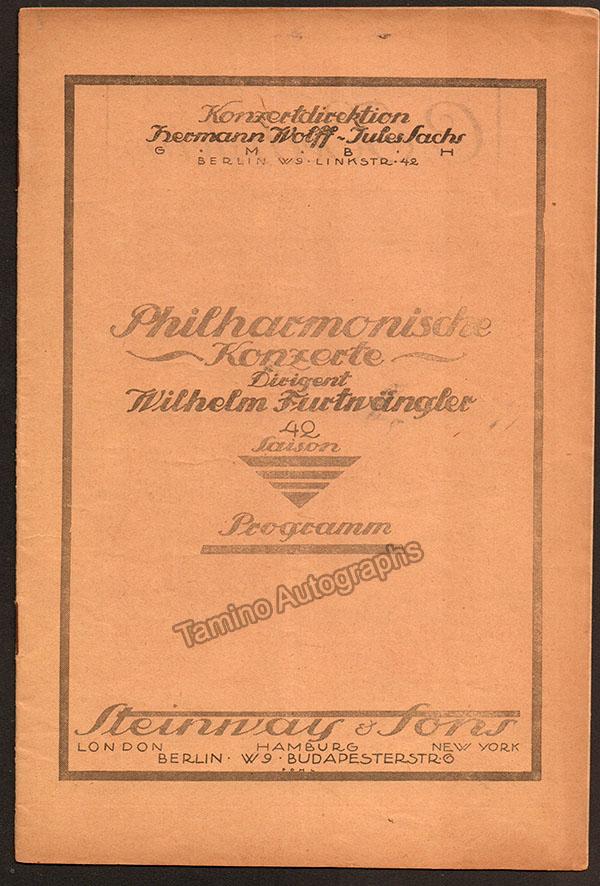 Konzertdirektion
Hermann Wolff ~ Jules Sachs
G · M · B · H
BERLIN W9 · LINKSTR · 42
Philharmonische
~ Konzerte ~
Dirigent
Wilhelm Furtwängler
42
Saison
Programm
Tamino Autographs
Steinway & Sons
LONDON HAMBURG NEW YORK
BERLIN · W9 · BUDAPESTERSTR · 6